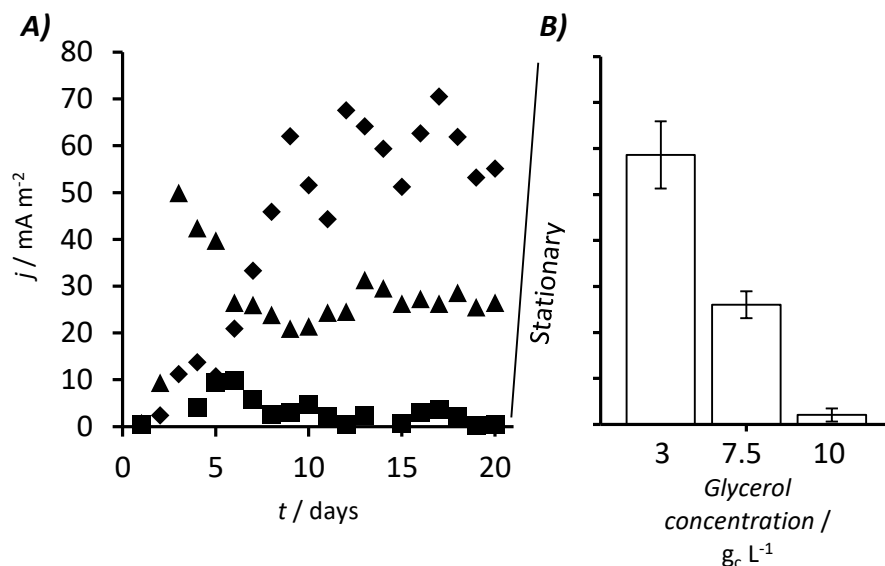 A)
B)
80
70
60
50
40
30
20
10
0
j / mA m⁻²
0 5 10 15 20
t / days
Stationary
3 7.5 10
Glycerol
concentration /
g꜀ L⁻¹